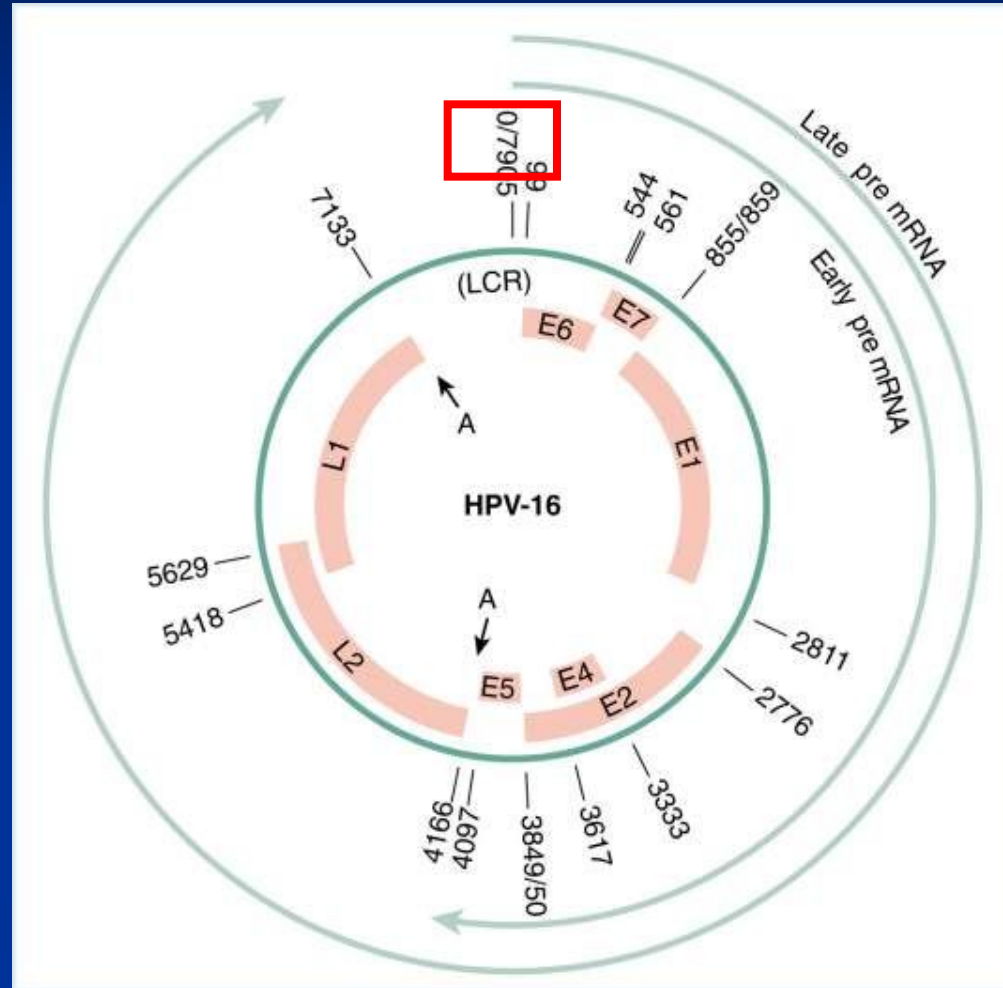 0/7905
99
544
561
855/859
Late pre mRNA
Early pre mRNA
7133
(LCR)
E6
E7
E1
L1
A
HPV-16
5629
5418
L2
A
E5
E4
E2
2811
2776
3333
3617
3849/50
4097
4166